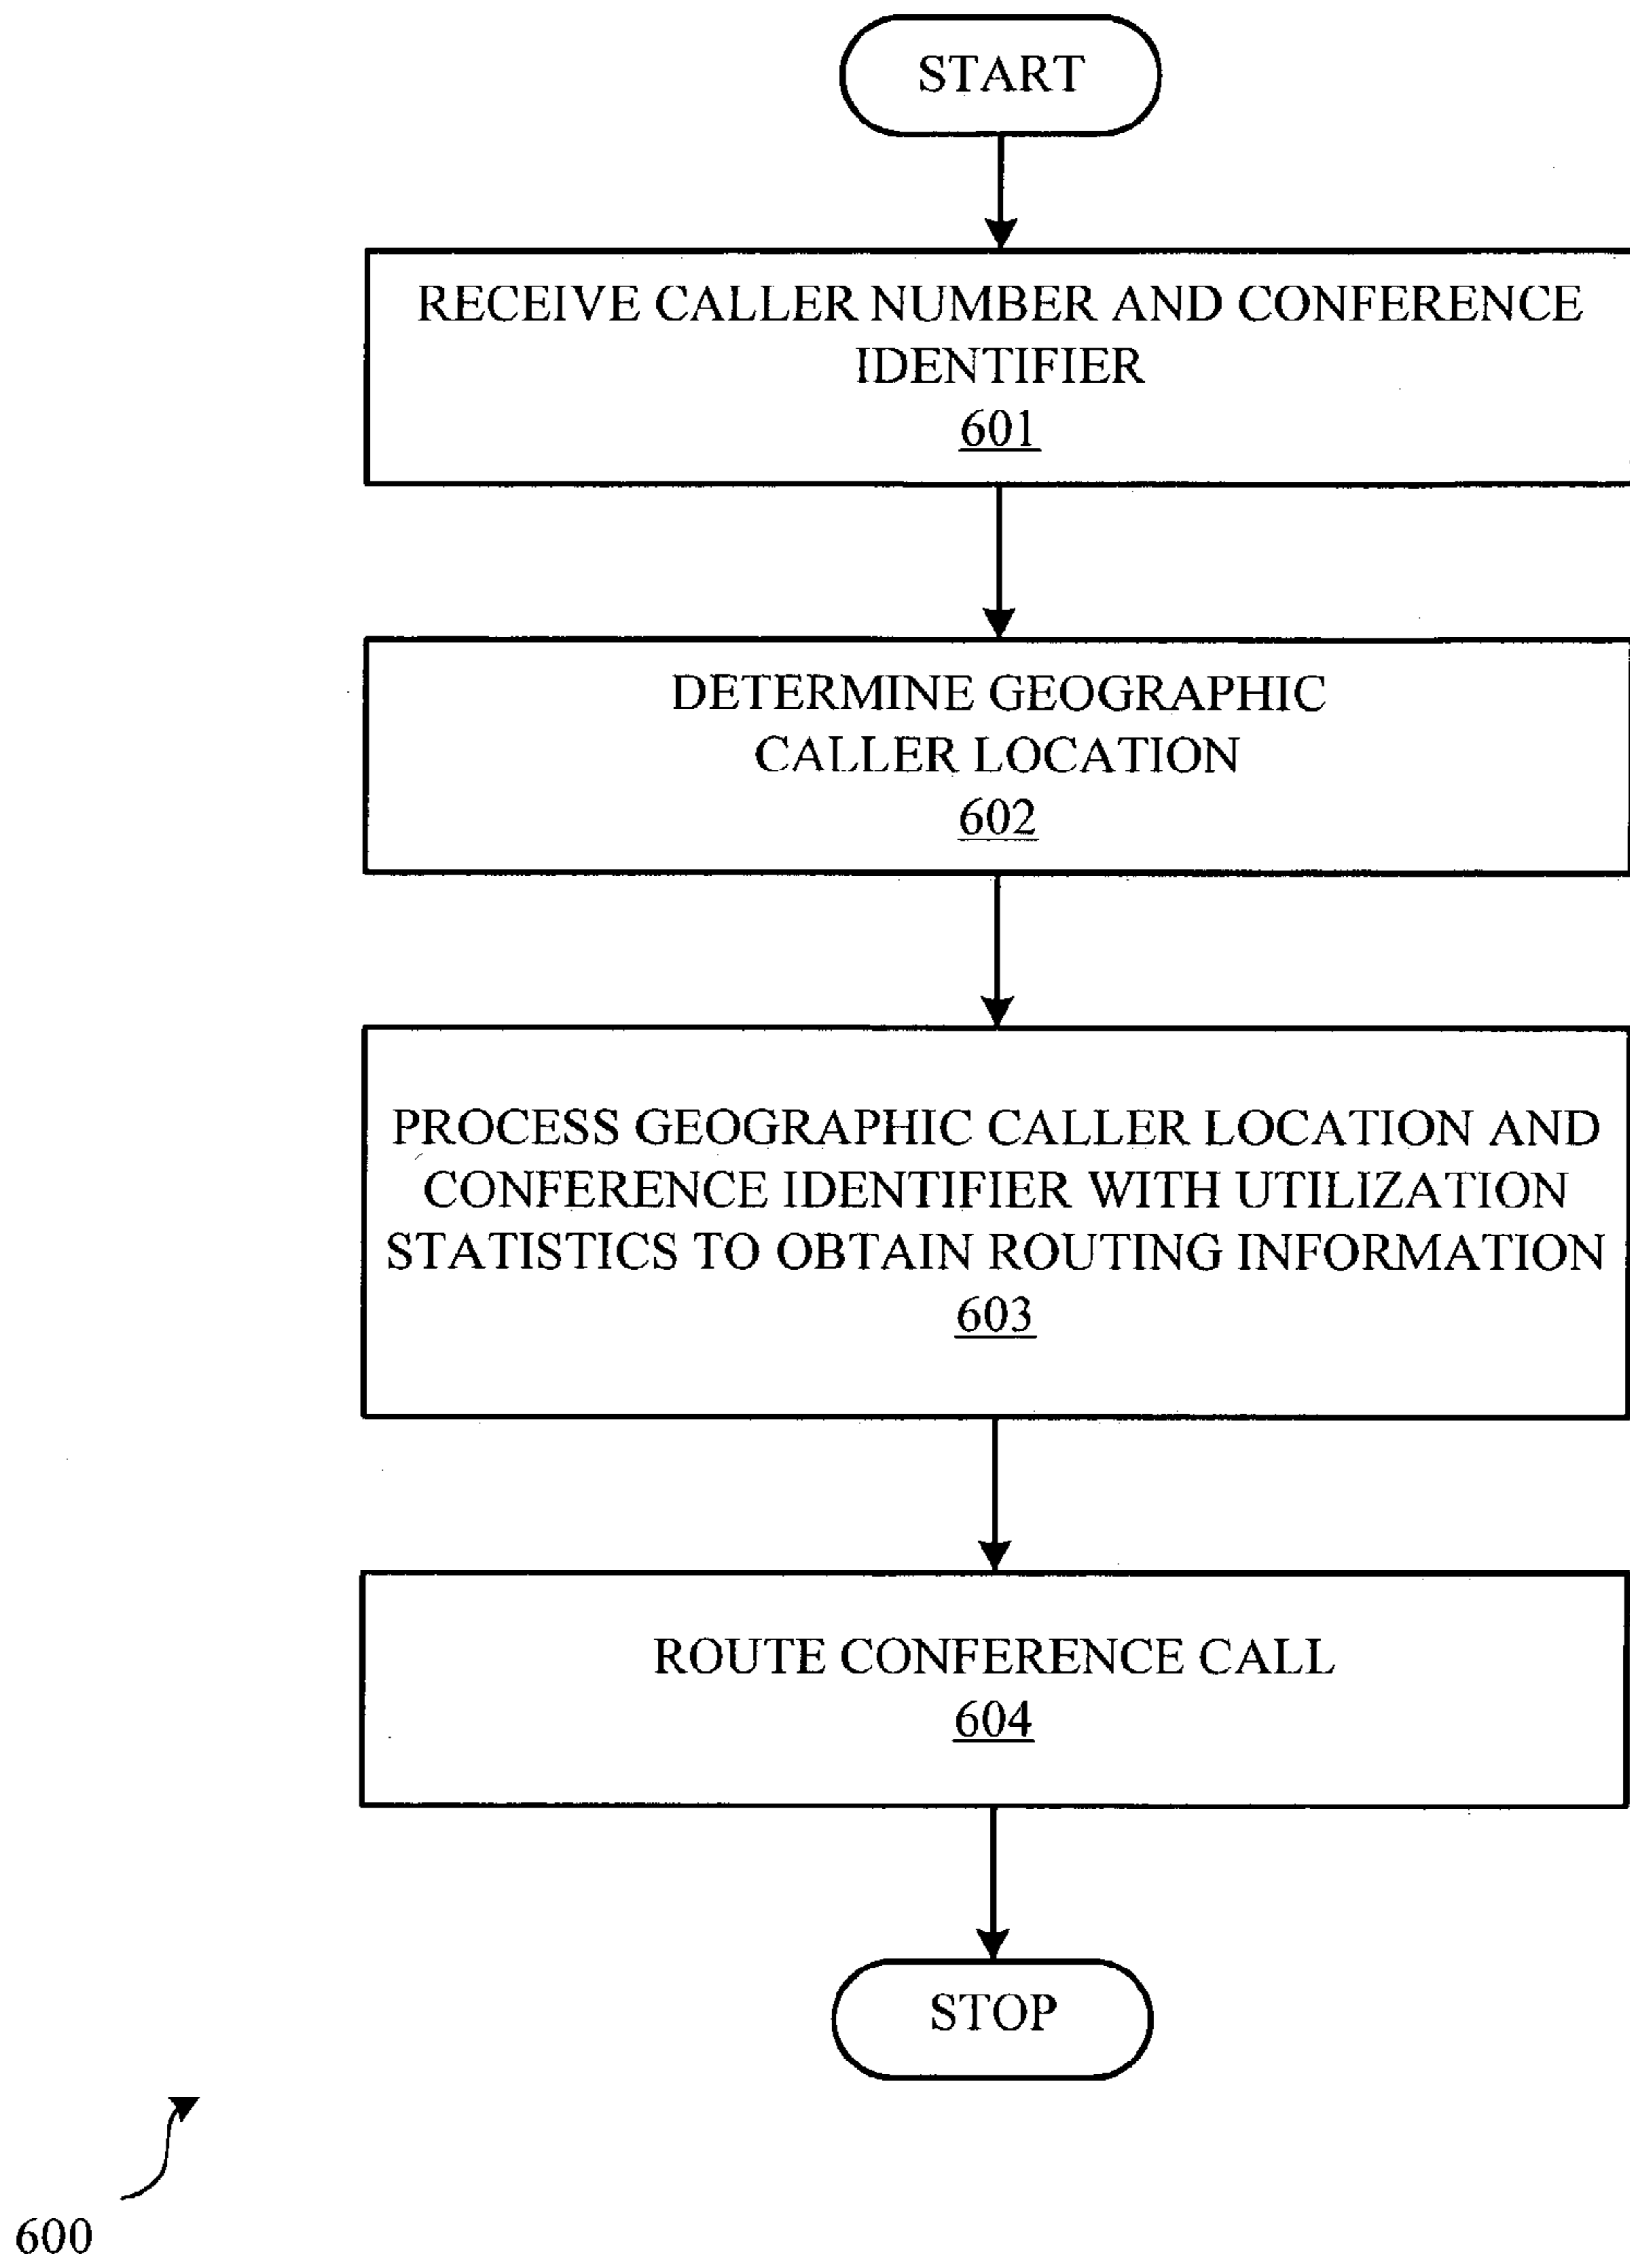 START
RECEIVE CALLER NUMBER AND CONFERENCE
IDENTIFIER
601
DETERMINE GEOGRAPHIC
CALLER LOCATION
602
PROCESS GEOGRAPHIC CALLER LOCATION AND
CONFERENCE IDENTIFIER WITH UTILIZATION
STATISTICS TO OBTAIN ROUTING INFORMATION
603
ROUTE CONFERENCE CALL
604
STOP
600